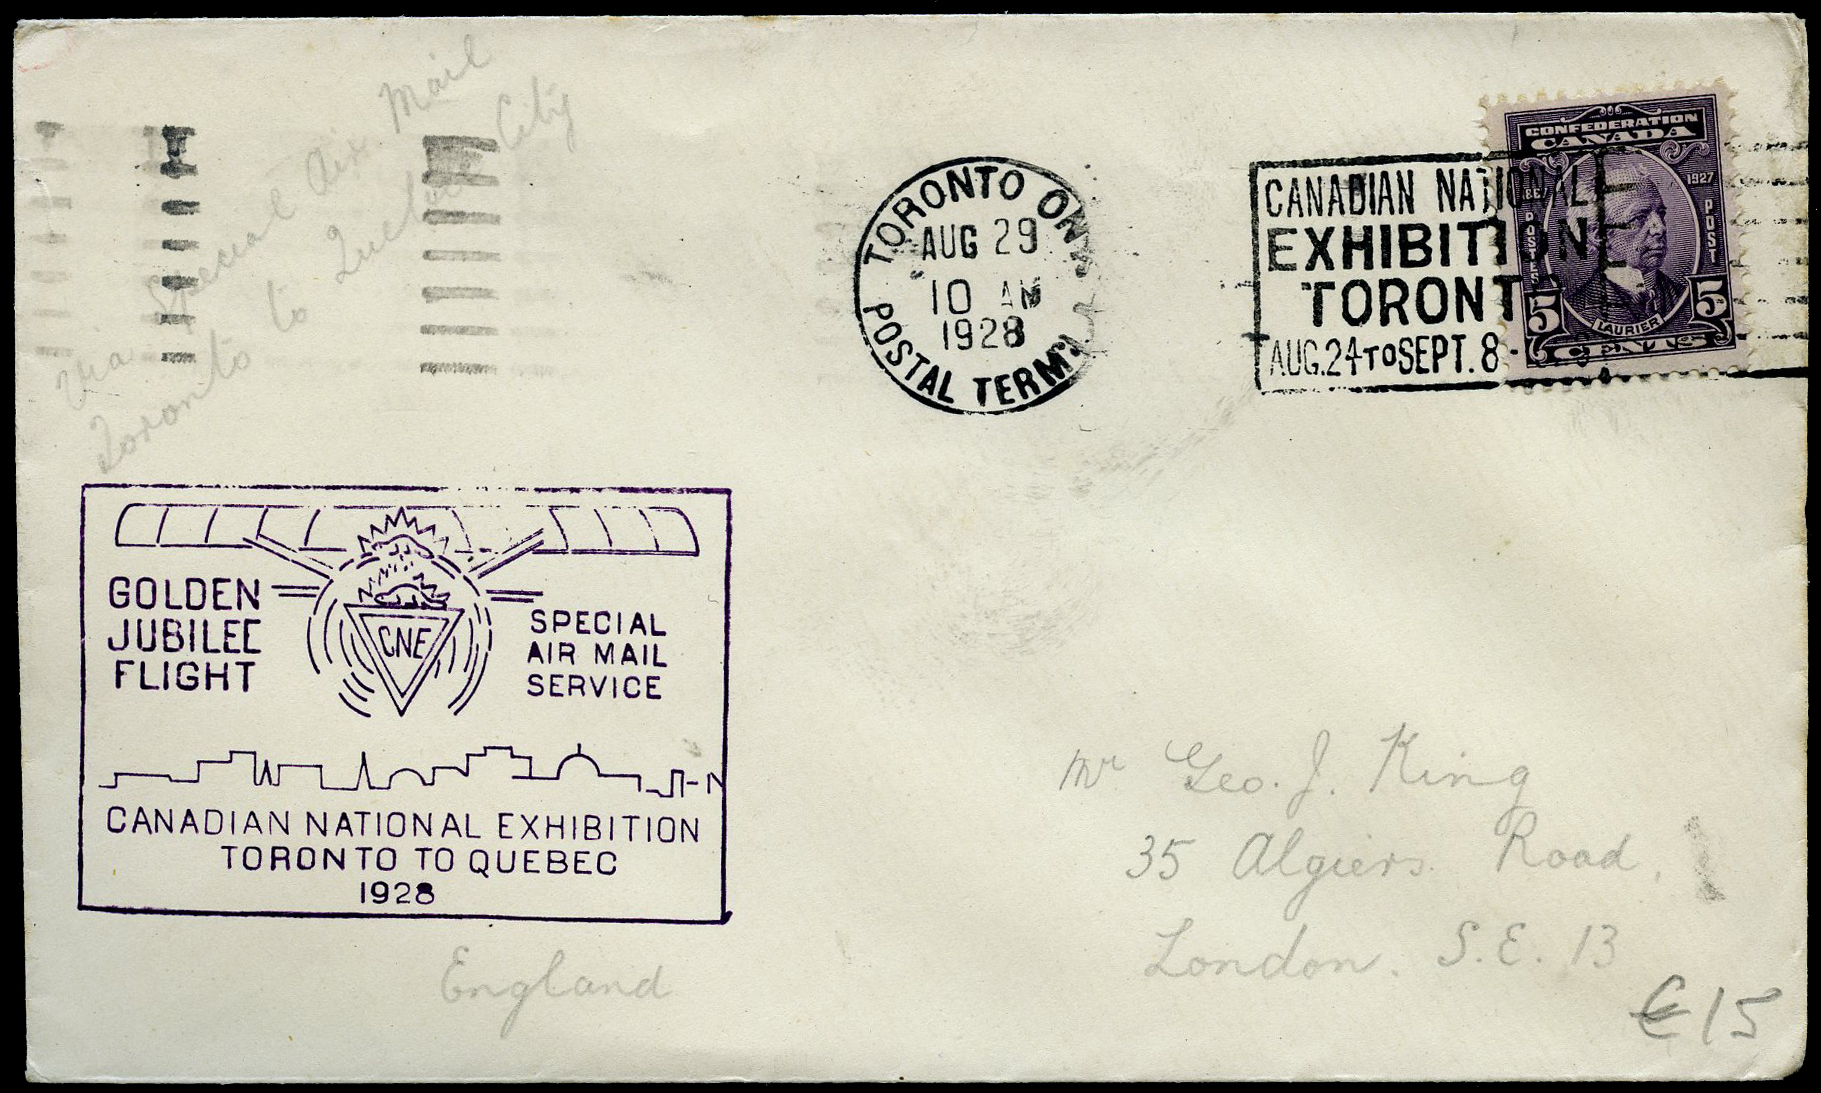 via Special Air Mail
Toronto to Quebec City
TORONTO ONT
AUG 29
10 AM
1928
POSTAL TERM'L A
CANADIAN NATIONAL
EXHIBITION
TORONTO
AUG.24 TO SEPT. 8 -
CONFEDERATION
CANADA
1867 1927
POSTES POST
LAURIER
5 5
CENTS
GOLDEN
JUBILEE
FLIGHT
CNE
SPECIAL
AIR MAIL
SERVICE
CANADIAN NATIONAL EXHIBITION
TORONTO TO QUEBEC
1928
Mr Geo. J. King
35 Algiers Road.
London. S.E. 13
England
€15